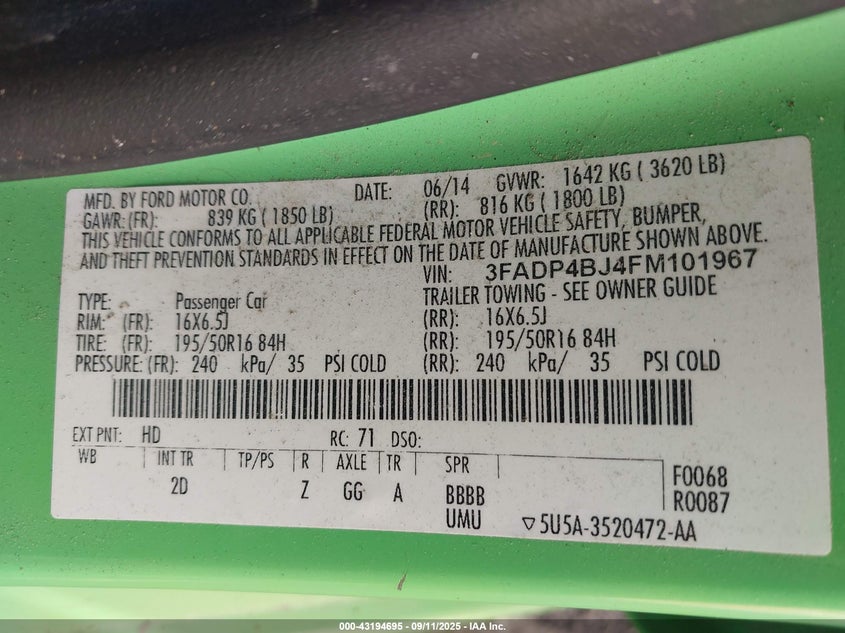 MFD. BY FORD MOTOR CO. DATE: 06/14 GVWR: 1642 KG ( 3620 LB)
GAWR: (FR): 839 KG ( 1850 LB) (RR): 816 KG ( 1800 LB)
THIS VEHICLE CONFORMS TO ALL APPLICABLE FEDERAL MOTOR VEHICLE SAFETY, BUMPER,
AND THEFT PREVENTION STANDARDS IN EFFECT ON THE DATE OF MANUFACTURE SHOWN ABOVE.
VIN: 3FADP4BJ4FM101967
TYPE: Passenger Car TRAILER TOWING - SEE OWNER GUIDE
RIM: (FR): 16X6.5J (RR): 16X6.5J
TIRE: (FR): 195/50R16 84H (RR): 195/50R16 84H
PRESSURE: (FR): 240 kPa/ 35 PSI COLD (RR): 240 kPa/ 35 PSI COLD
EXT PNT: HD RC: 71 DSO:
WB INT TR TP/PS R AXLE TR SPR F0068
2D Z GG A BBBB R0087
UMU ▽5U5A-3520472-AA
000-43194695 - 09/11/2025 - IAA Inc.